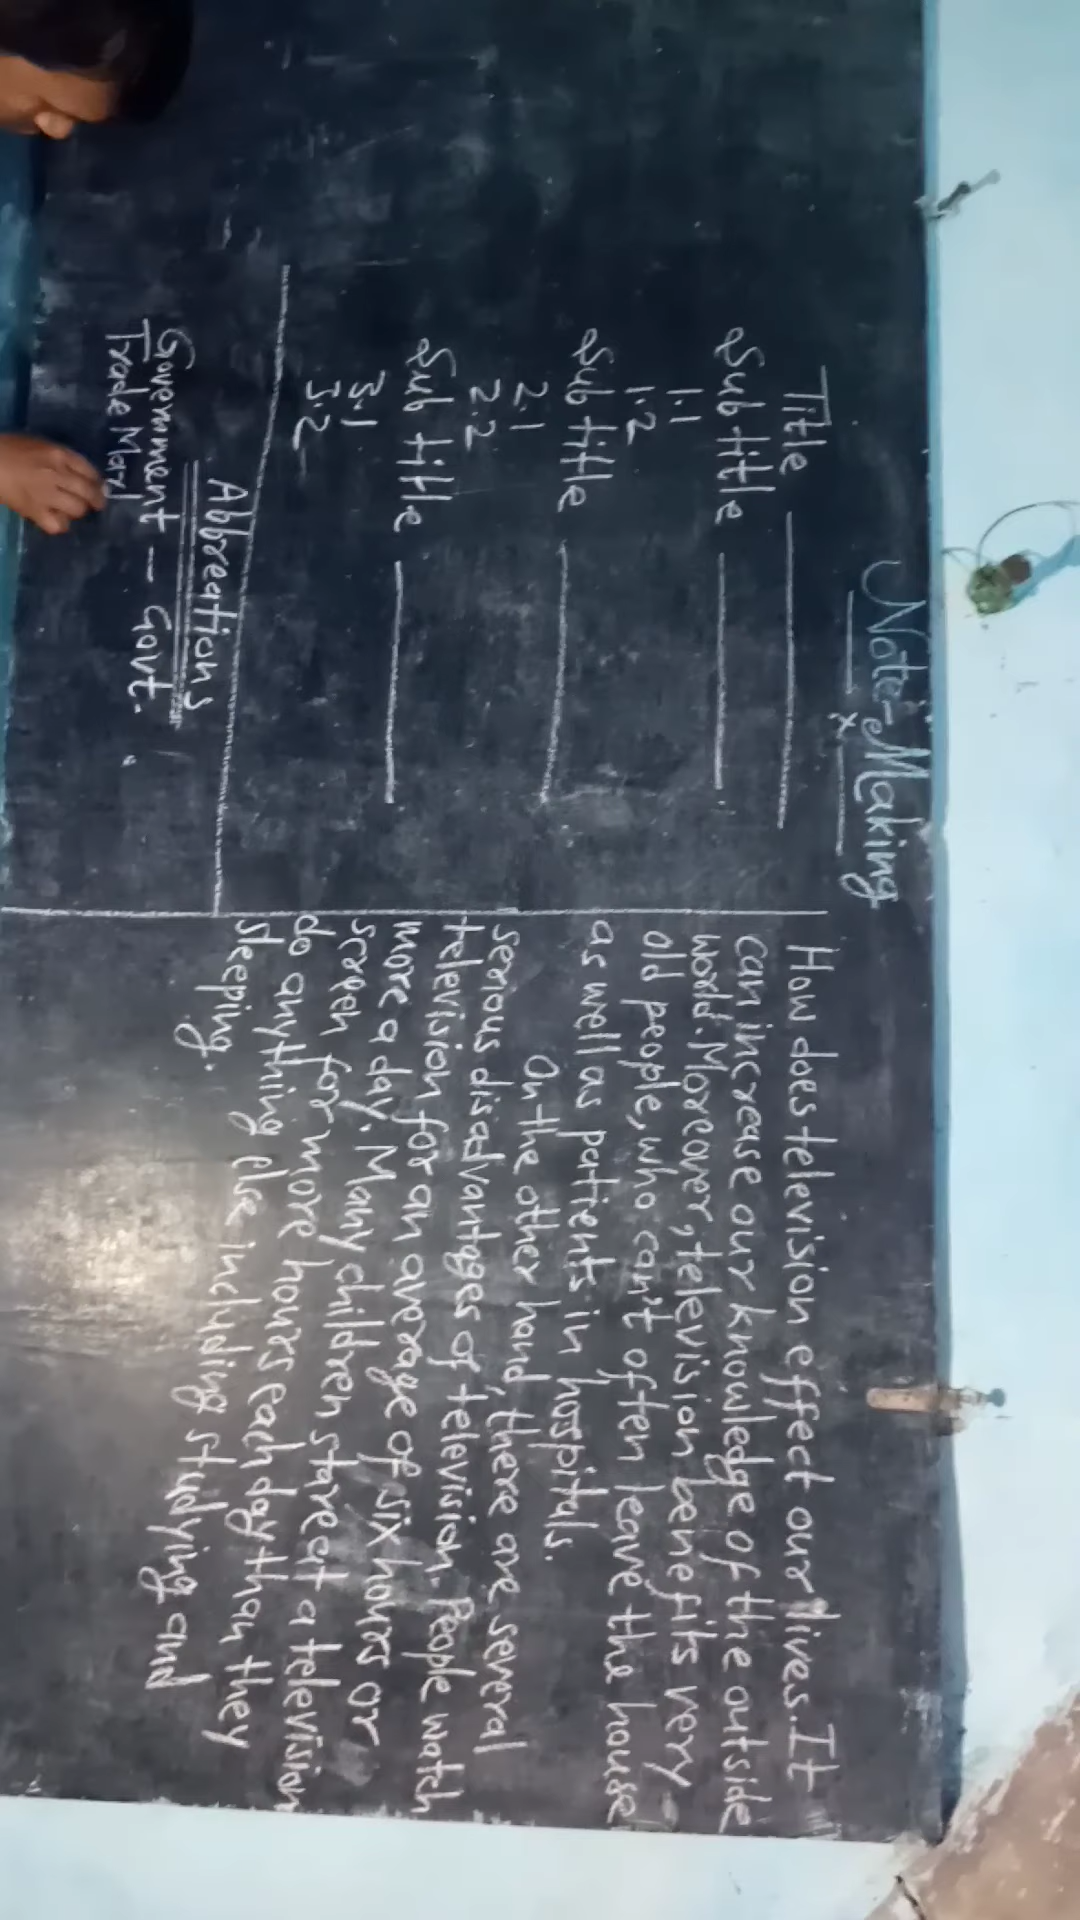 Note-Making
x
Title
Sub title
1.1
1.2
Sub title
2.1
2.2
Sub title
3.1
3.2
Abbreations
Government - Govt.
Trade Mar
How does television effect our lives. It
can increase our knowledge of the outside
world. Moreover, television benefits very
old people, who can't often leave the house
as well as patients in hospitals.
On the other hand, there are several
serious disadvantages of television. People watch
television for an average of six hours or
more a day. Many children stare at a television
screen for more hours each day than they
do anything else including studying and
sleeping.